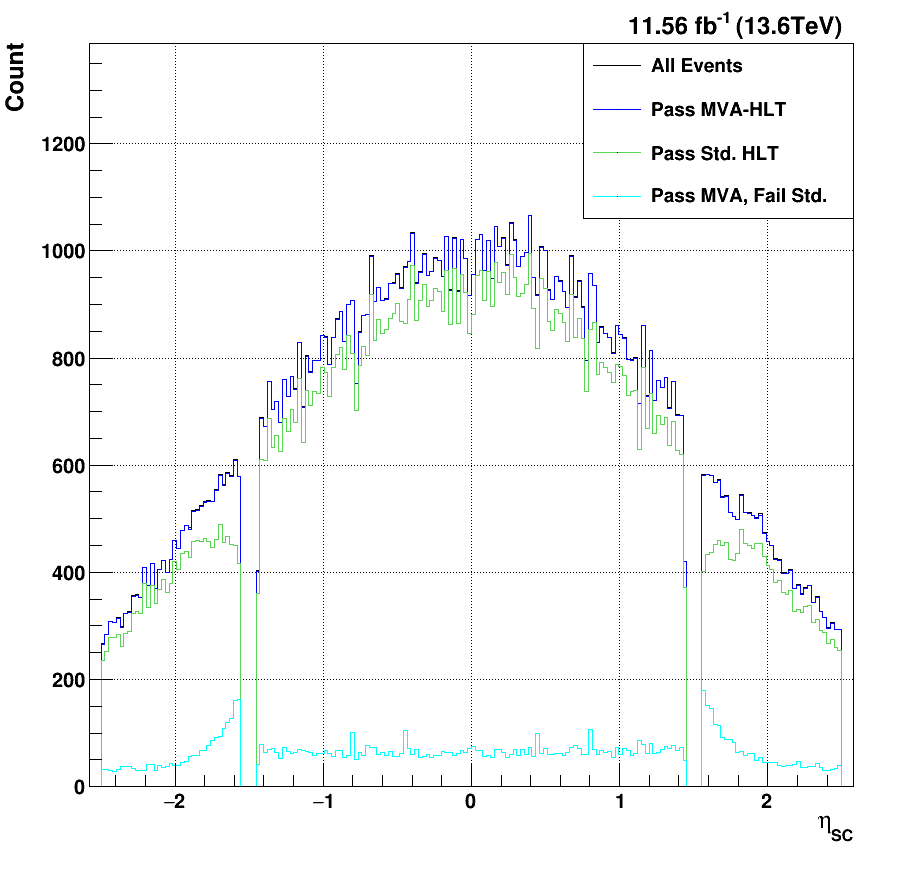 11.56 fb-1 (13.6TeV)
Count
All Events
Pass MVA-HLT
Pass Std. HLT
Pass MVA, Fail Std.
1200
1000
800
600
400
200
0
−2 −1 0 1 2
ηSC